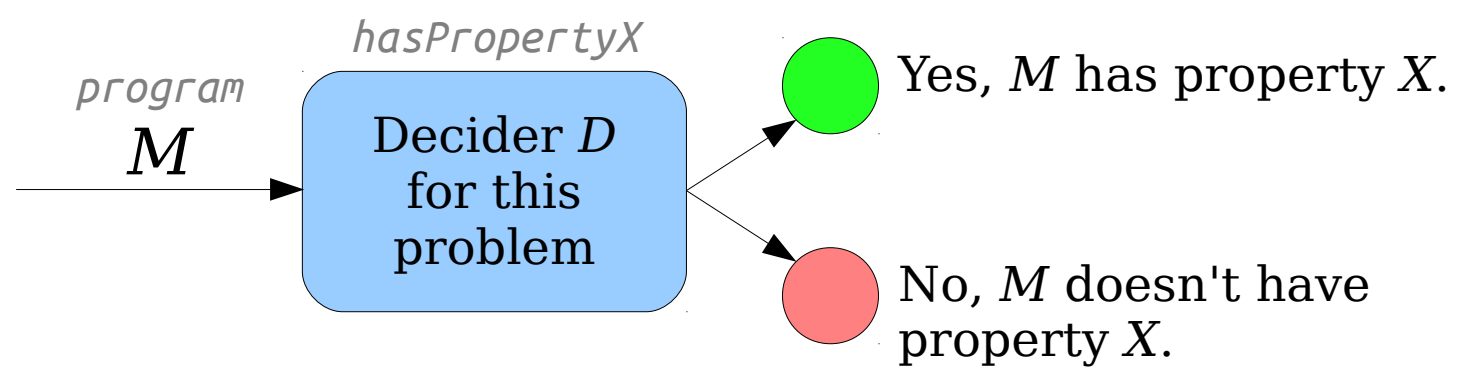 hasPropertyX
program
M
Decider D
for this
problem
Yes, M has property X.
No, M doesn't have
property X.